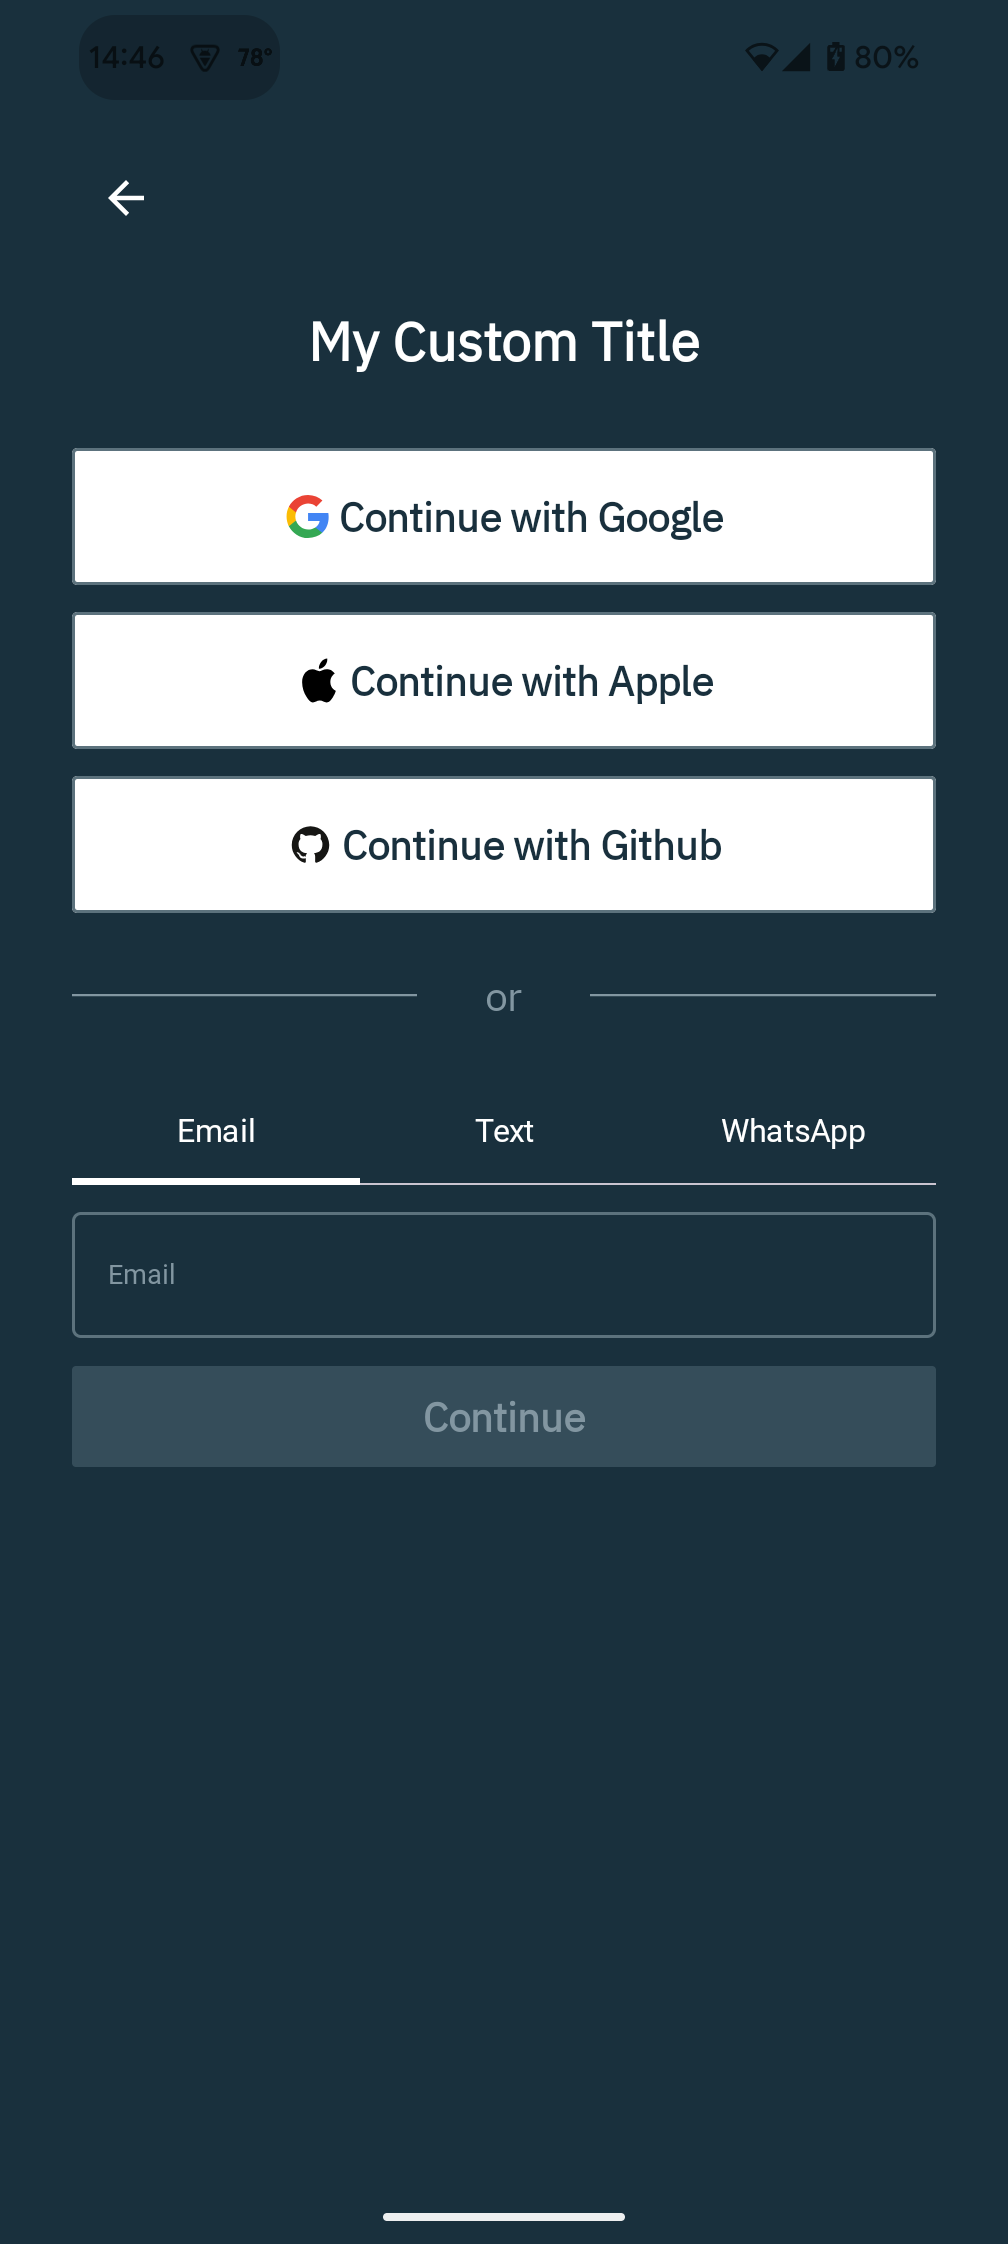 14:46 78° 80%
My Custom Title
Continue with Google
Continue with Apple
Continue with Github
or
Email Text WhatsApp
Email
Continue